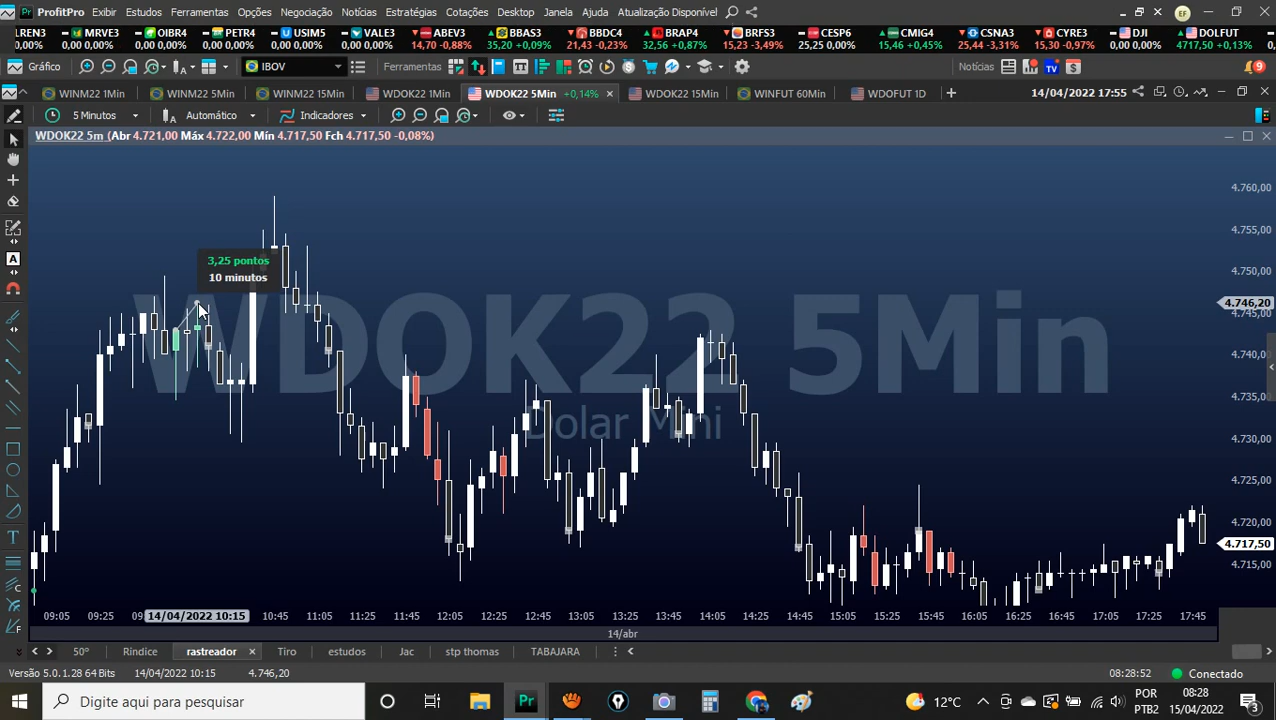 ProfitPro Exibir Estudos Ferramentas Opções Negociação Notícias Estratégias Cotações Desktop Janela Ajuda Atualização Disponível EF
LREN3 MRVE3 OIBR4 PETR4 USIM5 VALE3 ABEV3 BBAS3 BBDC4 BRAP4 BRFS3 CESP6 CMIG4 CSNA3 CYRE3 DJI DOLFUT
0,00% 0,00 0,00% 0,00 0,00% 0,00 0,00% 0,00 0,00% 0,00 0,00% 14,70 -0,88% 35,20 +0,09% 21,43 -0,23% 32,56 +0,87% 15,23 -3,49% 25,25 0,00% 15,46 +0,45% 25,44 -3,31% 15,30 -0,97% 0,00 0,00% 4717,50 +0,13%
Gráfico IBOV Ferramentas Notícias TV 9
WINM22 1Min WINM22 5Min WINM22 15Min WDOK22 1Min WDOK22 5Min +0,14% WDOK22 15Min WINFUT 60Min WDOFUT 1D 14/04/2022 17:55
5 Minutos Automático Indicadores
WDOK22 5m (Abr 4.721,00 Máx 4.722,00 Mín 4.717,50 Fch 4.717,50 -0,08%)
4.760,00
4.755,00
4.750,00
3,25 pontos
10 minutos
4.746,20
4.745,00
4.740,00
4.735,00
4.730,00
4.725,00
4.720,00
4.717,50
4.715,00
WDOK22 5Min
Dolar Mini
09:05 09:25 09 14/04/2022 10:15 10:45 11:05 11:25 11:45 12:05 12:25 12:45 13:05 13:25 13:45 14:05 14:25 14:45 15:05 15:25 15:45 16:05 16:25 16:45 17:05 17:25 17:45
14/abr
50º Rindice rastreador Tiro estudos Jac stp thomas TABAJARA
Versão 5.0.1.28 64 Bits 14/04/2022 10:15 4.746,20 08:28:52 Conectado
Digite aqui para pesquisar Pr 12°C POR 08:28
PTB2 15/04/2022 3